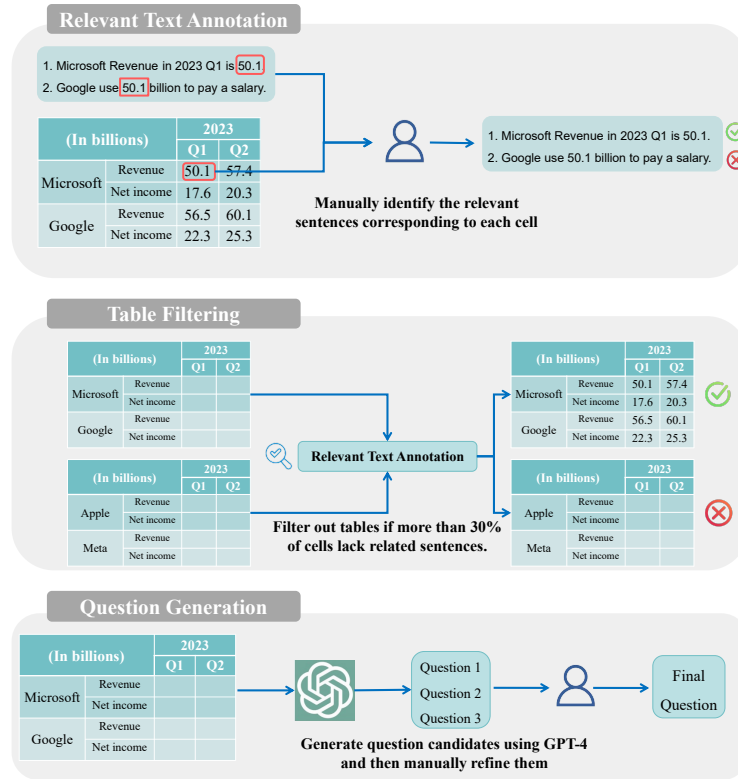 Relevant Text Annotation
1. Microsoft Revenue in 2023 Q1 is 50.1
2. Google use 50.1 billion to pay a salary.
(In billions) 2023
Q1 Q2
Microsoft Revenue 50.1 57.4
Net income 17.6 20.3
Google Revenue 56.5 60.1
Net income 22.3 25.3
1. Microsoft Revenue in 2023 Q1 is 50.1.
2. Google use 50.1 billion to pay a salary.
Manually identify the relevant
sentences corresponding to each cell
Table Filtering
(In billions) 2023
Q1 Q2
Microsoft Revenue
Net income
Google Revenue
Net income
(In billions) 2023
Q1 Q2
Apple Revenue
Net income
Meta Revenue
Net income
Relevant Text Annotation
Filter out tables if more than 30%
of cells lack related sentences.
(In billions) 2023
Q1 Q2
Microsoft Revenue 50.1 57.4
Net income 17.6 20.3
Google Revenue 56.5 60.1
Net income 22.3 25.3
(In billions) 2023
Q1 Q2
Apple Revenue
Net income
Meta Revenue
Net income
Question Generation
(In billions) 2023
Q1 Q2
Microsoft Revenue
Net income
Google Revenue
Net income
Question 1
Question 2
Question 3
Final
Question
Generate question candidates using GPT-4
and then manually refine them